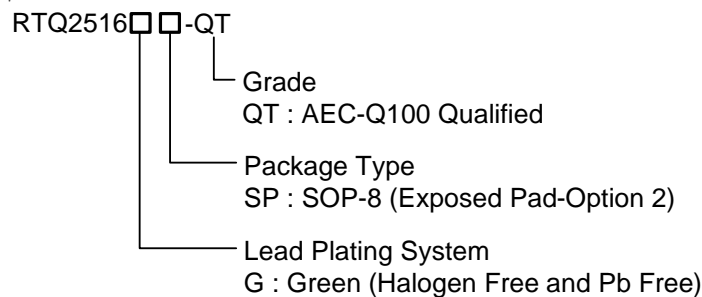 RTQ2516□ □-QT
Grade
QT : AEC-Q100 Qualified
Package Type
SP : SOP-8 (Exposed Pad-Option 2)
Lead Plating System
G : Green (Halogen Free and Pb Free)